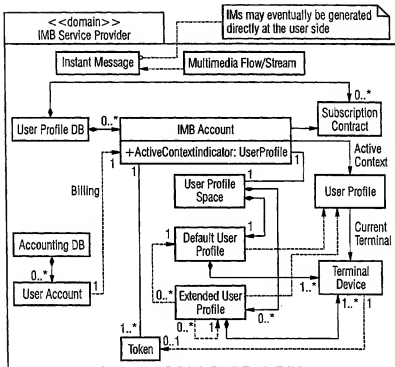 <<domain>>
IMB Service Provider
IMs may eventually be generated
directly at the user side
Instant Message
Multimedia Flow/Stream
0..*
User Profile DB
0..*
IMB Account
Subscription
Contract
+ActiveContextindicator: UserProfile
1
1
1
Active
Context
Billing
1
User Profile
Space
User Profile
Accounting DB
1
1
Default User
Profile
Current
Terminal
0..*
User Account
1
0..*
Extended User
Profile
1..*
Terminal
Device
0..*
1
0..*
1..*
1
1..*
0..1
Token